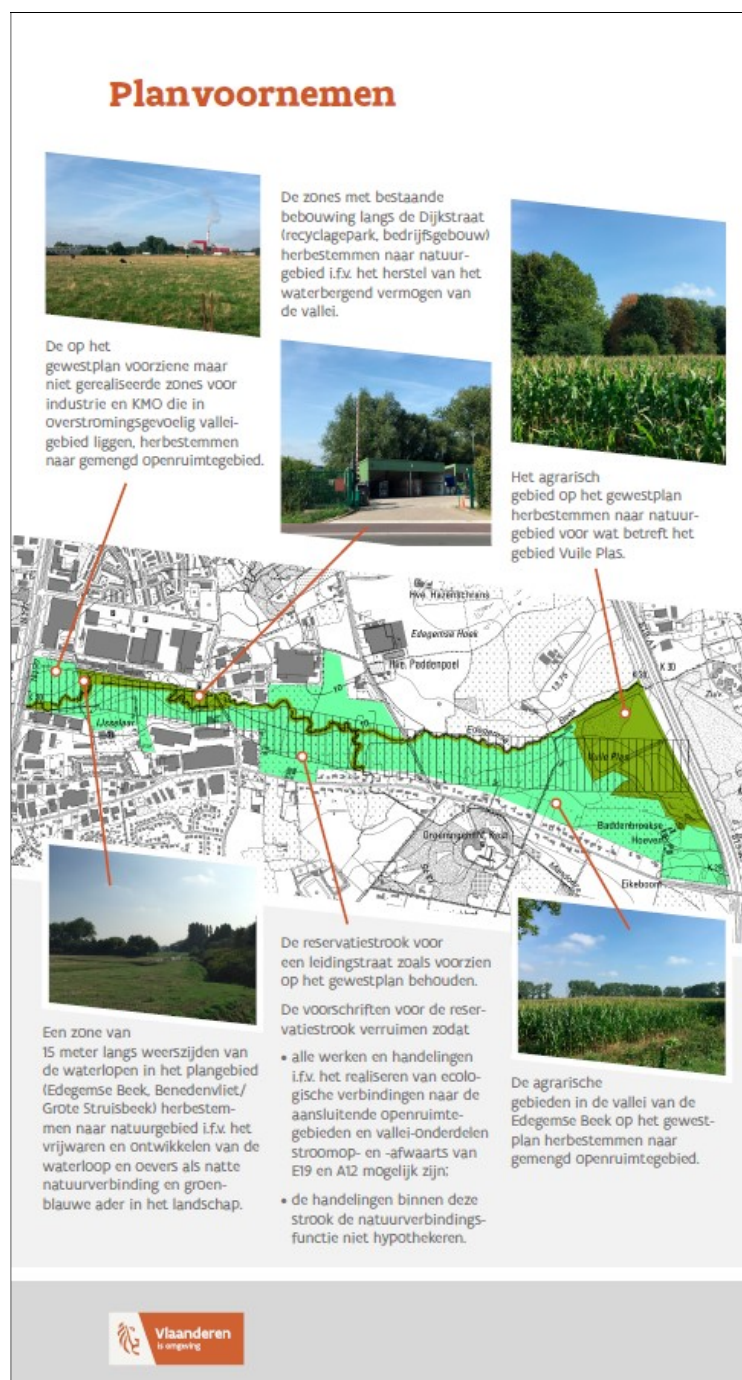 Planvoornemen
De op het
gewestplan voorziene maar
niet gerealiseerde zones voor
industrie en KMO die in
overstromingsgevoelig vallei-
gebied liggen, herbestemmen
naar gemengd openruimtegebied.
De zones met bestaande
bebouwing langs de Dijkstraat
(recyclagepark, bedrijfsgebouw)
herbestemmen naar natuur-
gebied i.f.v. het herstel van het
waterbergend vermogen van
de vallei.
Het agrarisch
gebied op het gewestplan
herbestemmen naar natuur-
gebied voor wat betreft het
gebied Vuile Plas.
Hve. Hazenschrans
Edegemse Hoek
Hve. Paddenpoel
K 30
IJsselaar
Edegemse
Beek
Vuile Plas
Baddenbroekse
Hoeven
Eikeboom
Een zone van
15 meter langs weerszijden van
de waterlopen in het plangebied
(Edegemse Beek, Benedenvliet/
Grote Struisbeek) herbestem-
men naar natuurgebied i.f.v. het
vrijwaren en ontwikkelen van de
waterloop en oevers als natte
natuurverbinding en groen-
blauwe ader in het landschap.
De reservatiestrook voor
een leidingstraat zoals voorzien
op het gewestplan behouden.
De voorschriften voor de reser-
vatiestrook verruimen zodat
• alle werken en handelingen
i.f.v. het realiseren van ecolo-
gische verbindingen naar de
aansluitende openruimte-
gebieden en vallei-onderdelen
stroomop- en -afwaarts van
E19 en A12 mogelijk zijn;
• de handelingen binnen deze
strook de natuurverbindings-
functie niet hypothekeren.
De agrarische
gebieden in de vallei van de
Edegemse Beek op het gewest-
plan herbestemmen naar
gemengd openruimtegebied.
Vlaanderen
is omgeving